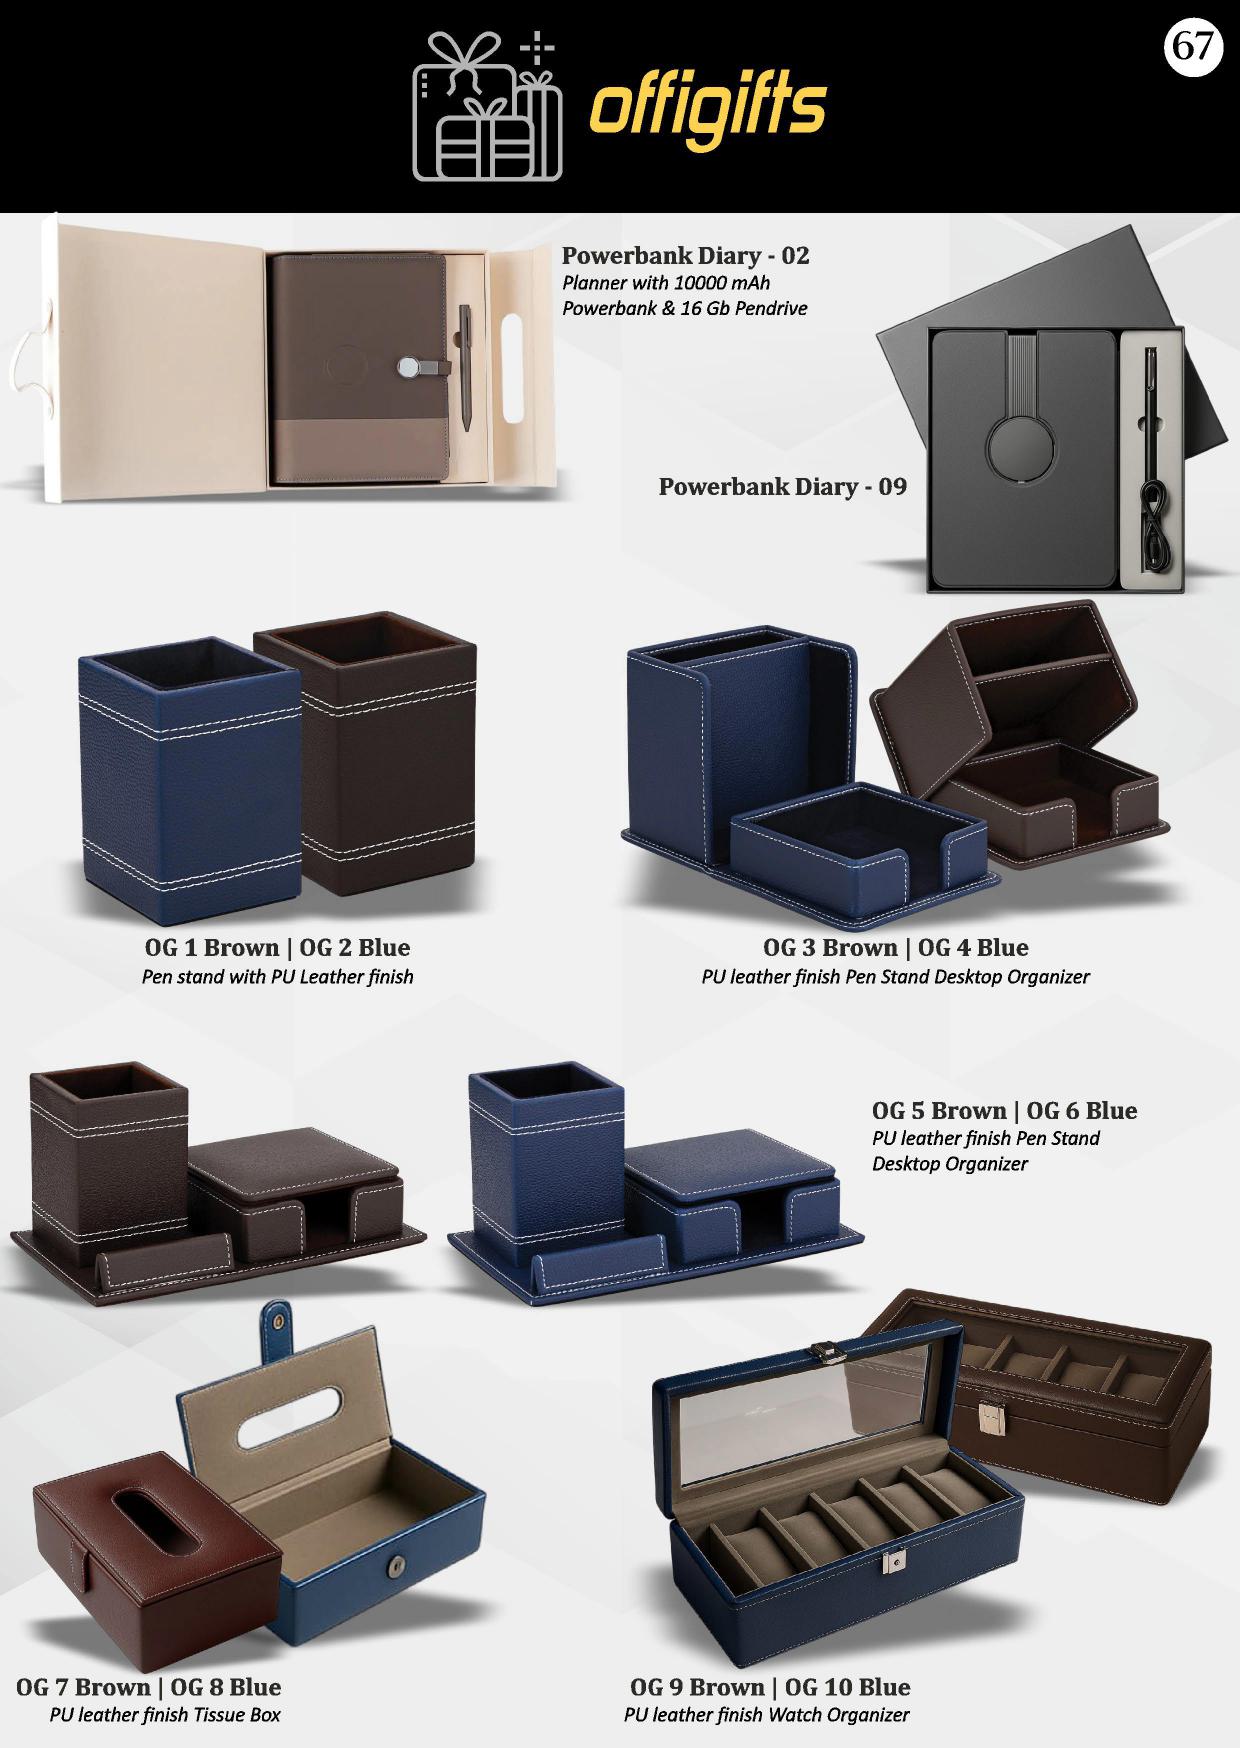 67
offigifts
Powerbank Diary - 02
Planner with 10000 mAh
Powerbank & 16 Gb Pendrive
Powerbank Diary - 09
OG 1 Brown | OG 2 Blue
Pen stand with PU Leather finish
OG 3 Brown | OG 4 Blue
PU leather finish Pen Stand Desktop Organizer
OG 5 Brown | OG 6 Blue
PU leather finish Pen Stand
Desktop Organizer
OG 7 Brown | OG 8 Blue
PU leather finish Tissue Box
OG 9 Brown | OG 10 Blue
PU leather finish Watch Organizer